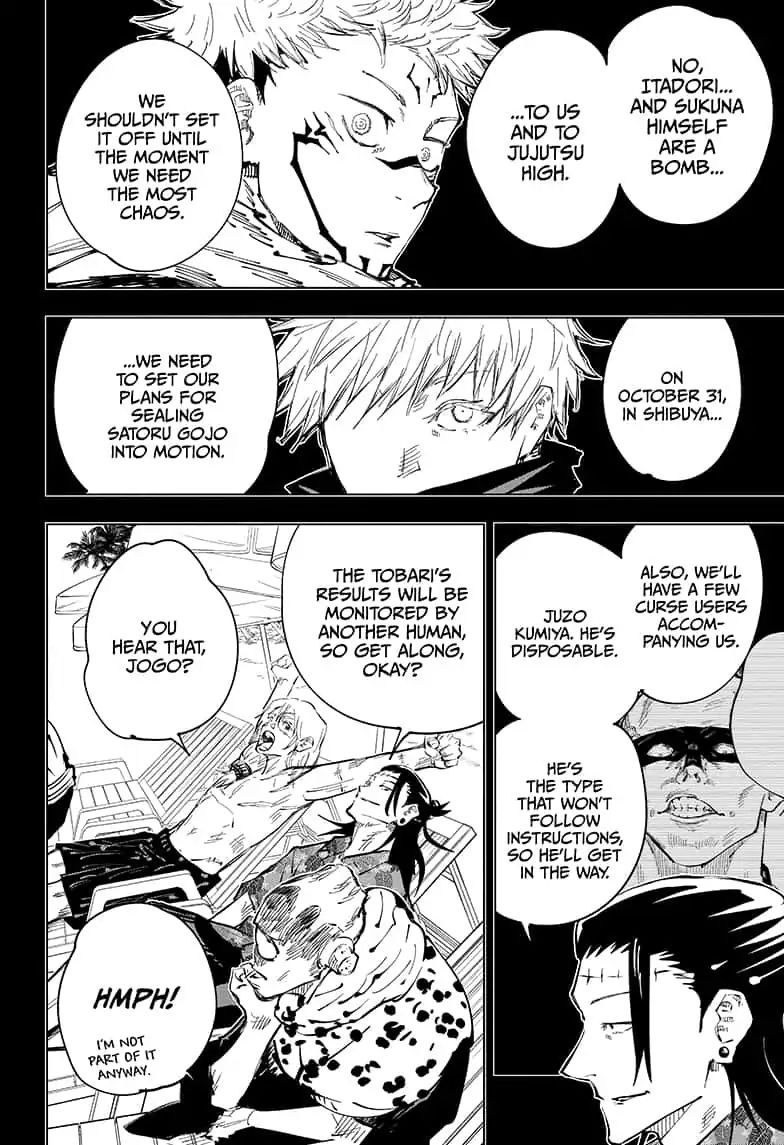 NO,
ITADORI...
AND SUKUNA
HIMSELF
ARE A
BOMB...
...TO US
AND TO
JUJUTSU
HIGH.
WE
SHOULDN'T SET
IT OFF UNTIL
THE MOMENT
WE NEED
THE MOST
CHAOS.
ON
OCTOBER 31,
IN SHIBUYA...
...WE NEED
TO SET OUR
PLANS FOR
SEALING
SATORU GOJO
INTO MOTION.
ALSO, WE'LL
HAVE A FEW
CURSE USERS
ACCOM-
PANYING US.
JUZO
KUMIYA. HE'S
DISPOSABLE.
HE'S
THE TYPE
THAT WON'T
FOLLOW
INSTRUCTIONS,
SO HE'LL GET
IN THE WAY.
THE TOBARI'S
RESULTS WILL BE
MONITORED BY
ANOTHER HUMAN,
SO GET ALONG,
OKAY?
YOU
HEAR THAT,
JOGO?
HMPH!
I'M NOT
PART OF IT
ANYWAY.